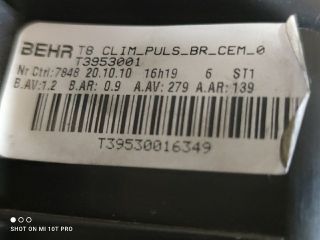 BEHR T8 CLIM_PULS_BR_CEM_0
T3953001
Nr Ctrl: 7848 20.10.10 16h19 6 ST1
B.AV:1.2 B.AR: 0.9 A.AV: 279 A.AR: 139
T39530016349
SHOT ON MI 10T PRO